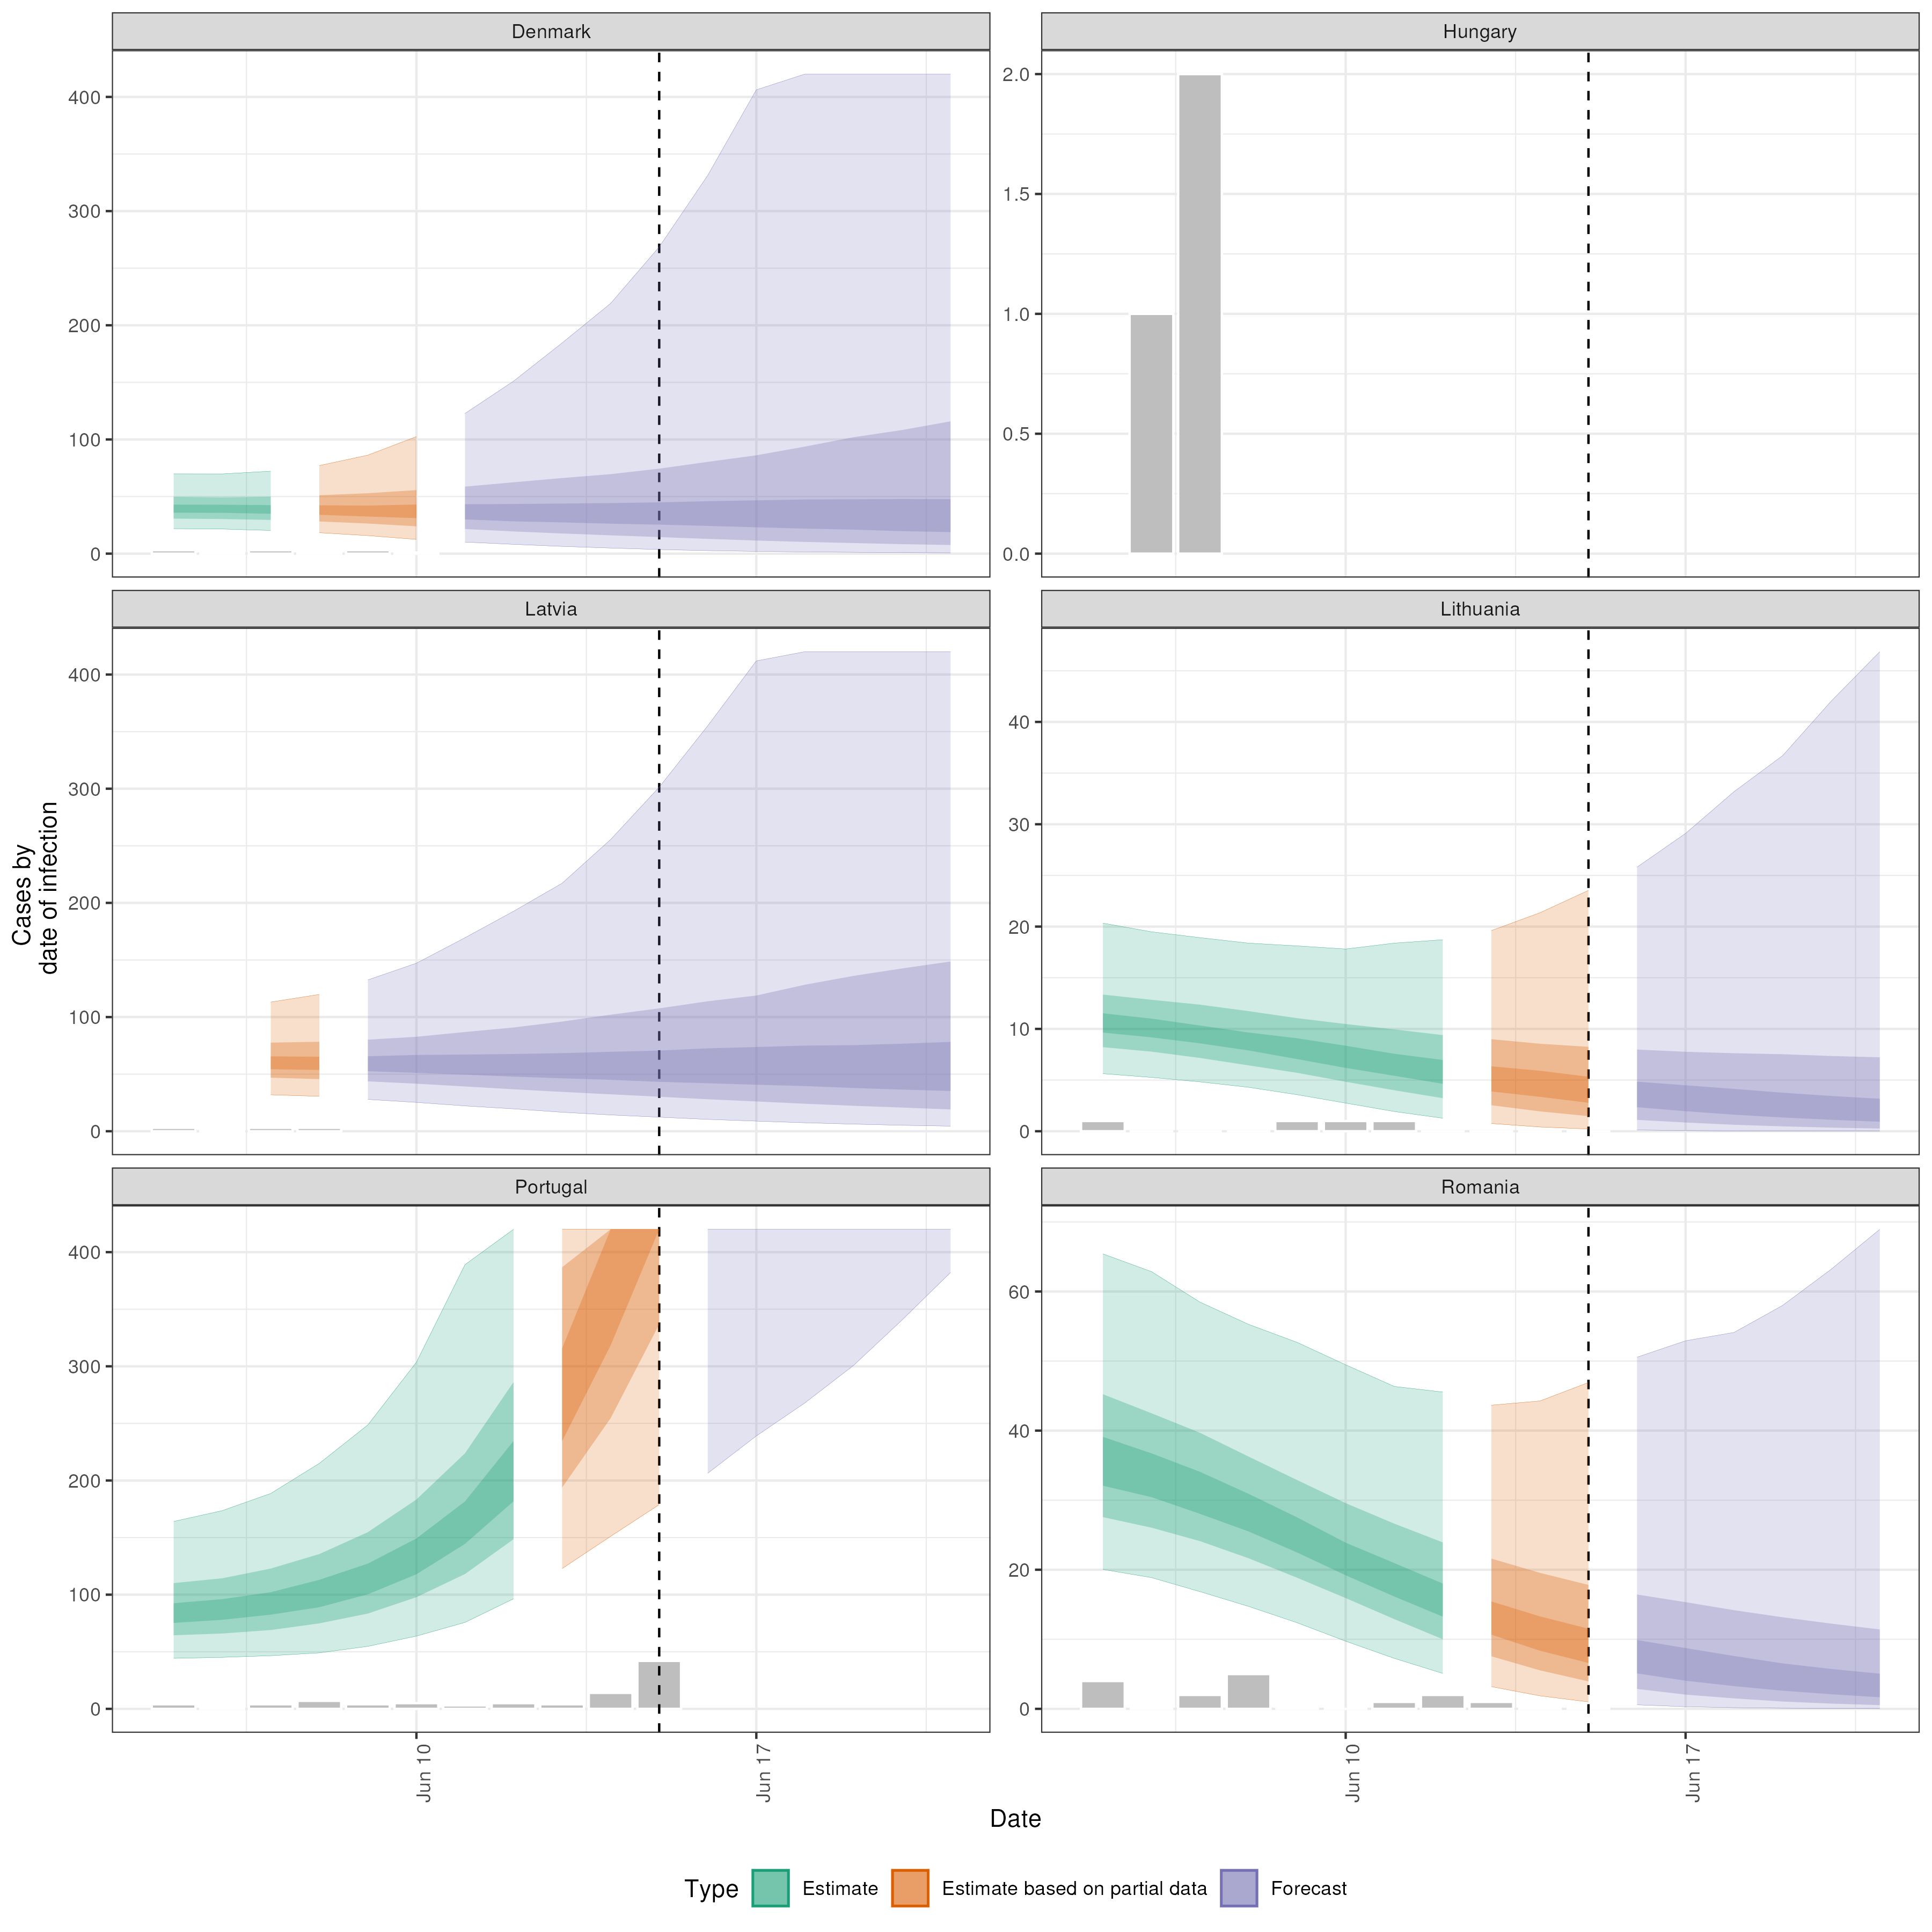 Denmark
Hungary
400
300
200
100
0
2.0
1.5
1.0
0.5
0.0
Latvia
Lithuania
400
300
200
100
0
40
30
20
10
0
Portugal
Romania
400
300
200
100
0
60
40
20
0
Cases by
date of infection
Jun 10
Jun 17
Jun 10
Jun 17
Date
Type
Estimate
Estimate based on partial data
Forecast